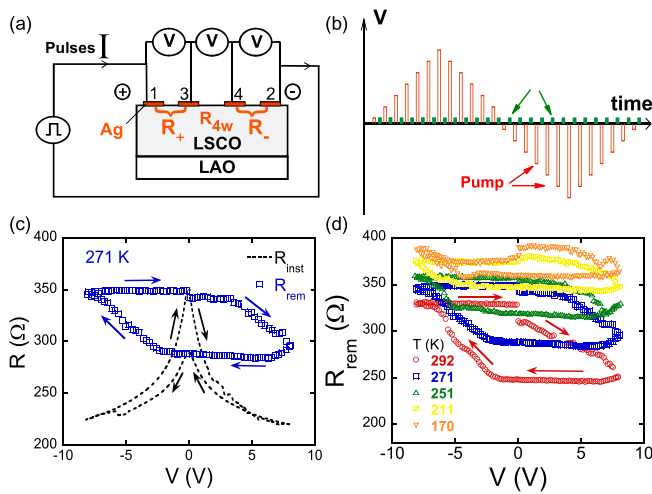 (a)
Pulses I
V V V
+ 1 3 4 2 -
Ag
R+ R4w R-
LSCO
LAO
(b)
V
time
Pump
(c)
400
350
300
250
200
R (Ω)
271 K
Rinst
Rrem
-10 -5 0 5 10
V (V)
(d)
400
350
300
250
200
Rrem (Ω)
T (K)
292
271
251
211
170
-10 -5 0 5 10
V (V)